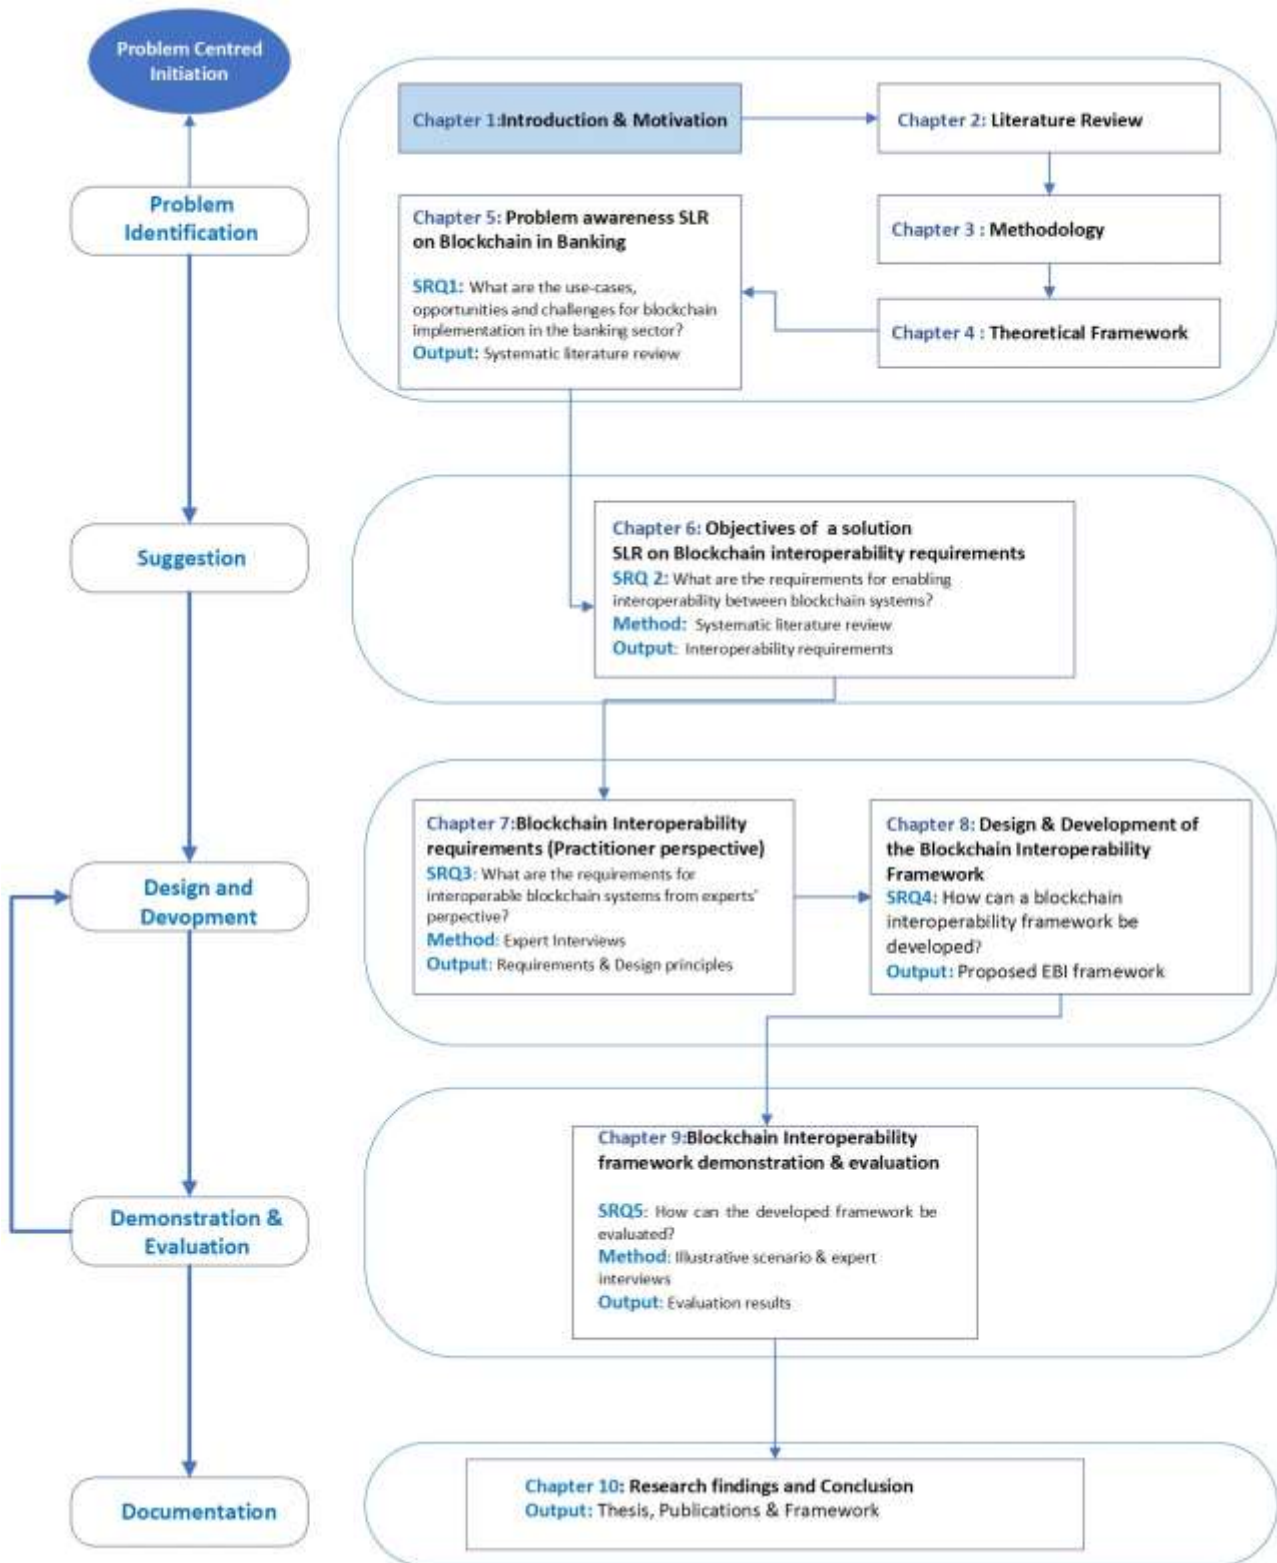 Problem Centred
Initiation
Problem
Identification
Suggestion
Design and
Devopment
Demonstration &
Evaluation
Documentation
Chapter 1:Introduction & Motivation
Chapter 2: Literature Review
Chapter 3 : Methodology
Chapter 4 : Theoretical Framework
Chapter 5: Problem awareness SLR
on Blockchain in Banking
SRQ1: What are the use-cases,
opportunities and challenges for blockchain
implementation in the banking sector?
Output: Systematic literature review
Chapter 6: Objectives of a solution
SLR on Blockchain interoperability requirements
SRQ 2: What are the requirements for enabling
interoperability between blockchain systems?
Method: Systematic literature review
Output: Interoperability requirements
Chapter 7:Blockchain Interoperability
requirements (Practitioner perspective)
SRQ3: What are the requirements for
interoperable blockchain systems from experts'
perpective?
Method: Expert Interviews
Output: Requirements & Design principles
Chapter 8: Design & Development of
the Blockchain Interoperability
Framework
SRQ4: How can a blockchain
interoperability framework be
developed?
Output: Proposed EBI framework
Chapter 9:Blockchain Interoperability
framework demonstration & evaluation
SRQ5: How can the developed framework be
evaluated?
Method: Illustrative scenario & expert
interviews
Output: Evaluation results
Chapter 10: Research findings and Conclusion
Output: Thesis, Publications & Framework